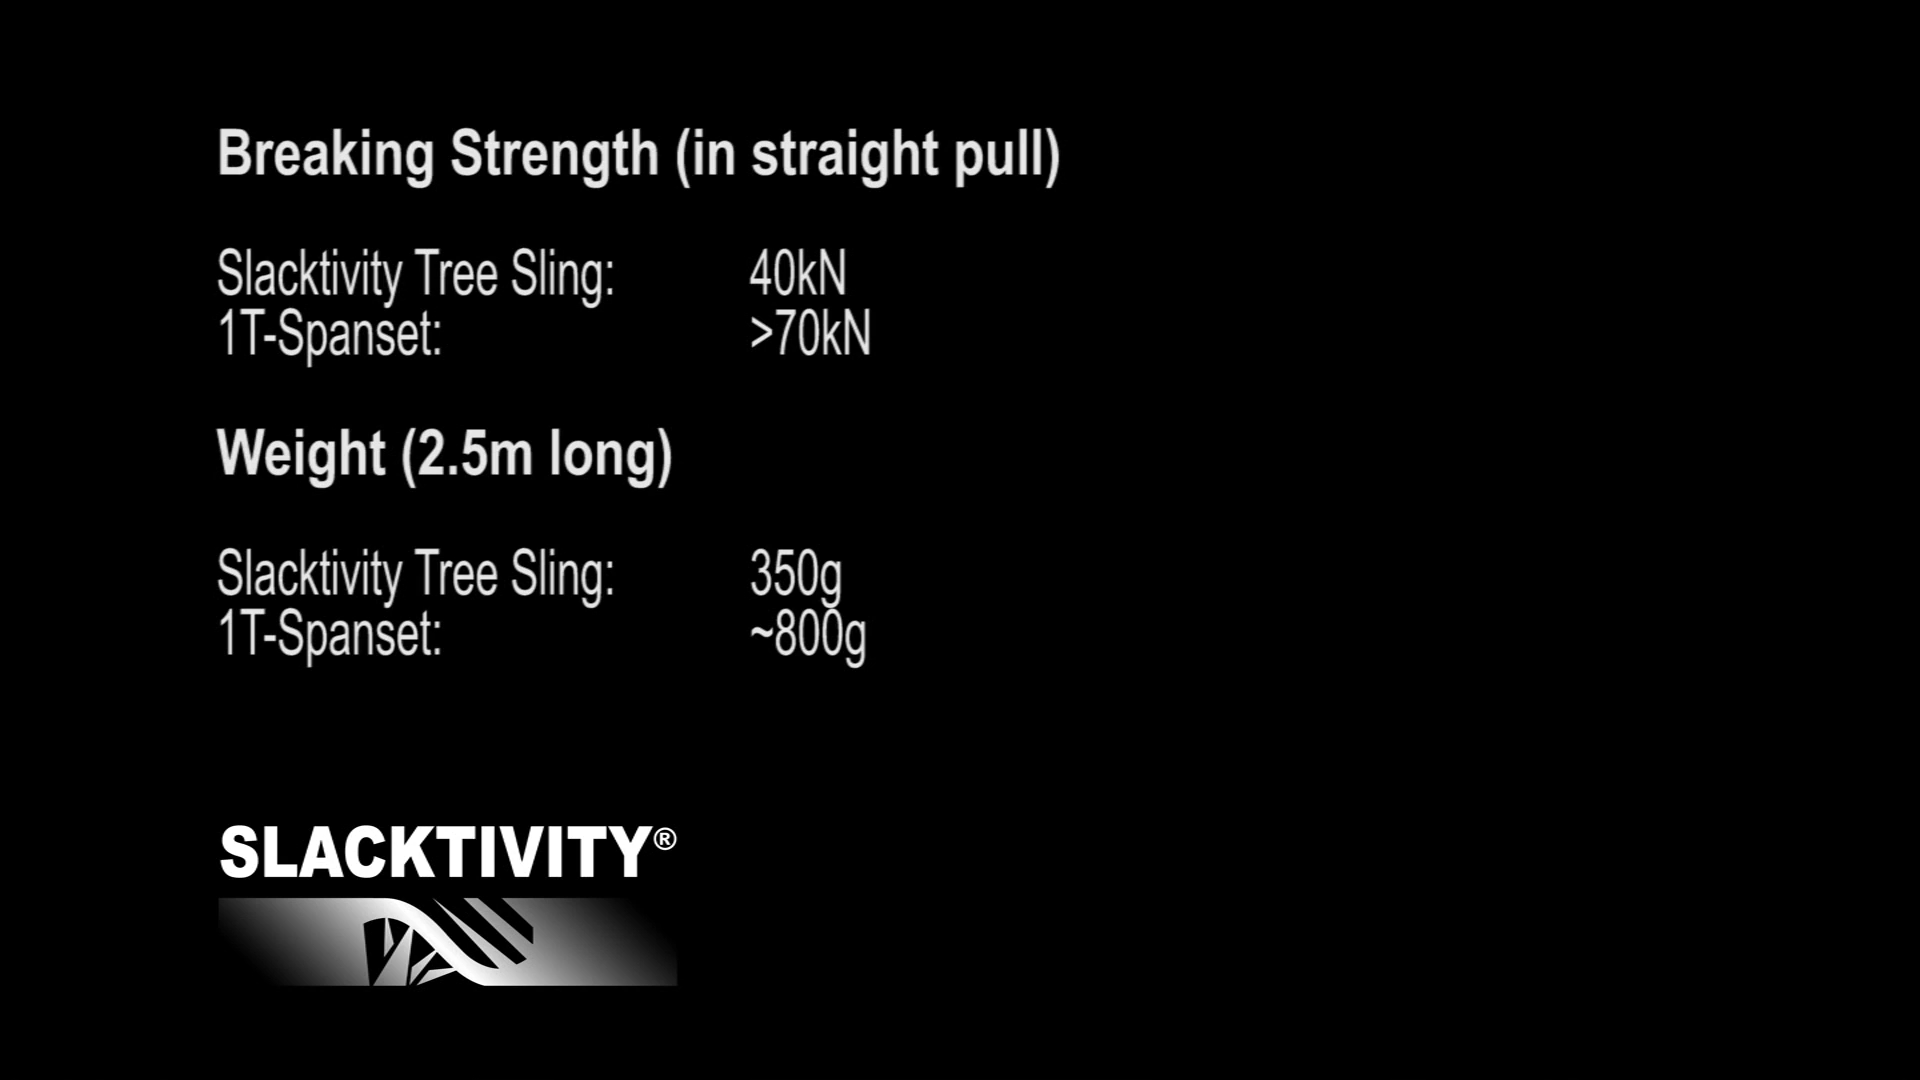 Breaking Strength (in straight pull)
Slacktivity Tree Sling: 40kN
1T-Spanset: >70kN
Weight (2.5m long)
Slacktivity Tree Sling: 350g
1T-Spanset: ~800g
SLACKTIVITY®